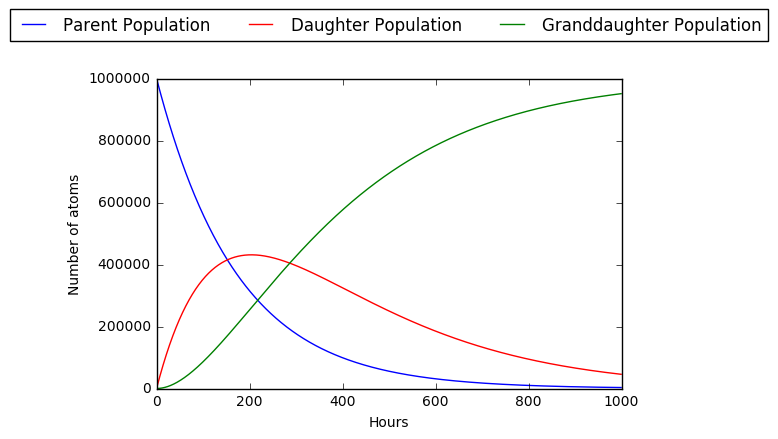 Parent Population Daughter Population Granddaughter Population
1000000
800000
600000
400000
200000
0
Number of atoms
0 200 400 600 800 1000
Hours